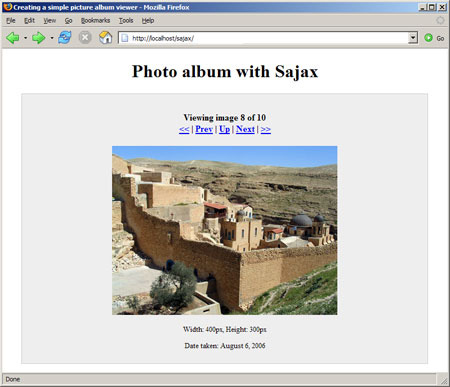 Creating a simple picture album viewer - Mozilla Firefox
File Edit View Go Bookmarks Tools Help
http://localhost/sajax/ Go
Photo album with Sajax
Viewing image 8 of 10
<< | Prev | Up | Next | >>
Width: 400px, Height: 300px
Date taken: August 6, 2006
Done